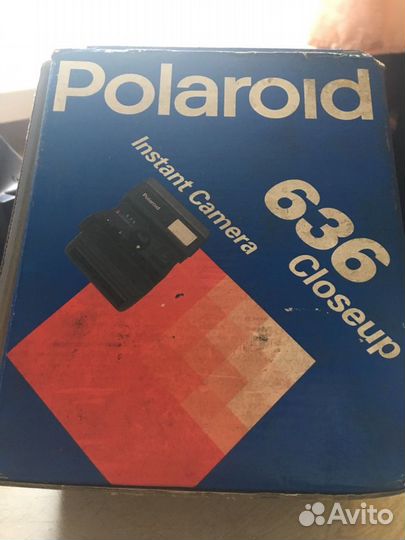 Polaroid
Instant Camera
636
Closeup
Polaroid
Avito